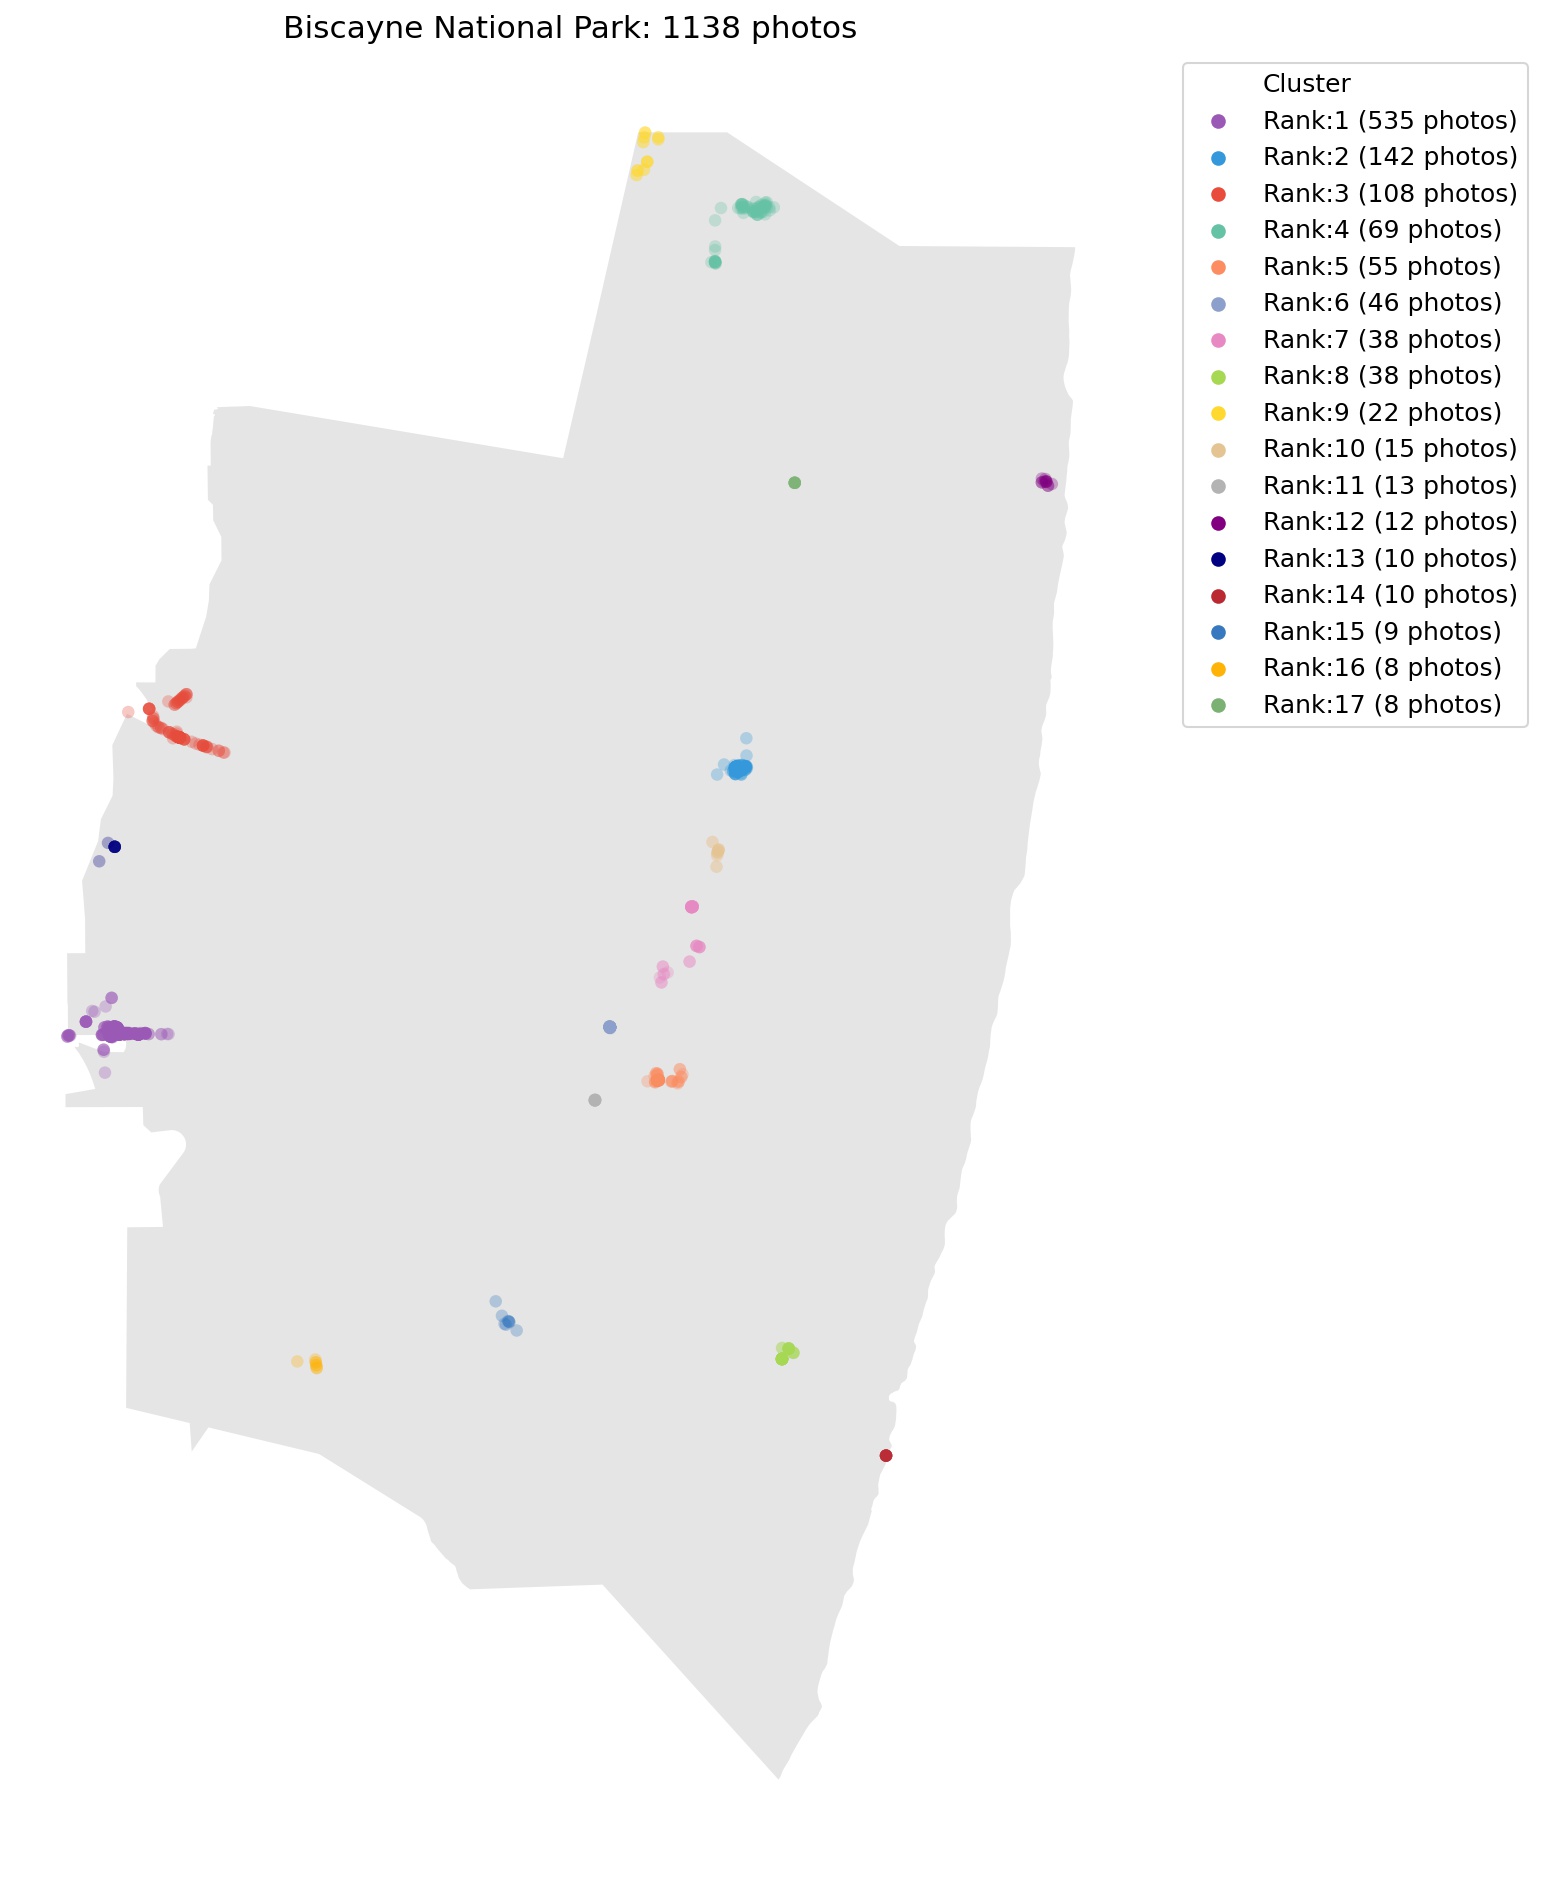 Biscayne National Park: 1138 photos
Cluster
Rank:1 (535 photos)
Rank:2 (142 photos)
Rank:3 (108 photos)
Rank:4 (69 photos)
Rank:5 (55 photos)
Rank:6 (46 photos)
Rank:7 (38 photos)
Rank:8 (38 photos)
Rank:9 (22 photos)
Rank:10 (15 photos)
Rank:11 (13 photos)
Rank:12 (12 photos)
Rank:13 (10 photos)
Rank:14 (10 photos)
Rank:15 (9 photos)
Rank:16 (8 photos)
Rank:17 (8 photos)